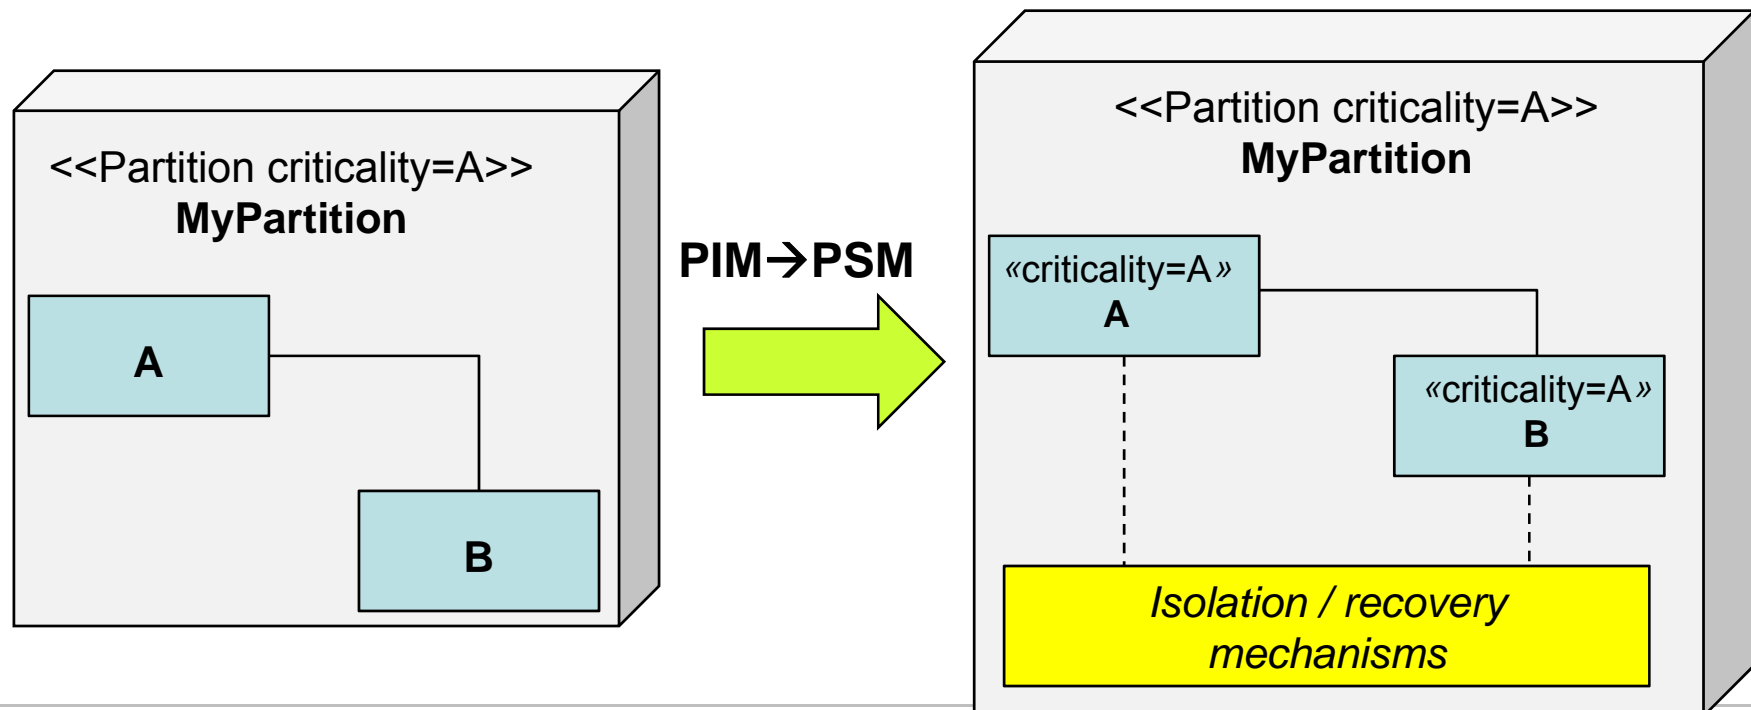 <<Partition criticality=A>>
MyPartition
A
B
PIM→PSM
<<Partition criticality=A>>
MyPartition
«criticality=A»
A
«criticality=A»
B
Isolation / recovery
mechanisms